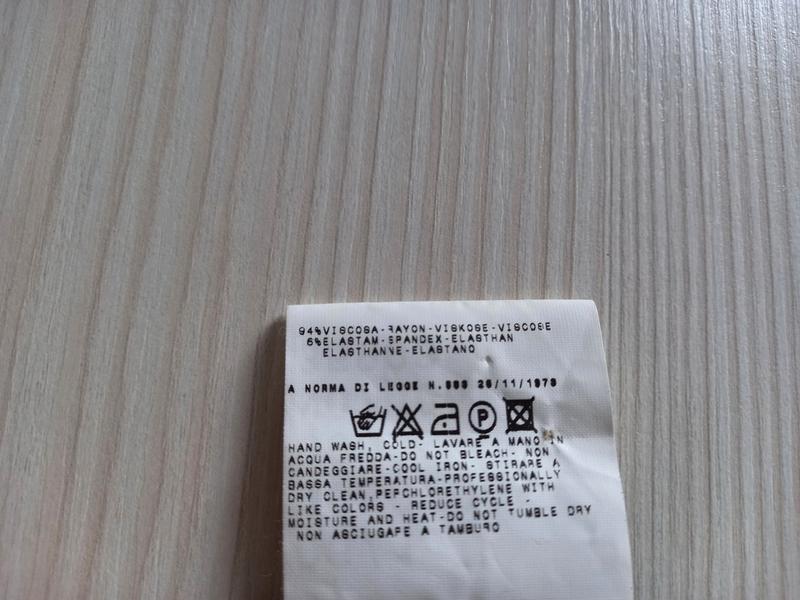 94%VISCOSA-RAYON-VISKOSE-VISCOSE
6%ELASTAM-SPANDEX-ELASTHAN
ELASTHANNE-ELASTANO
A NORMA DI LEGGE N.883 26/11/1973
P
HAND WASH, COLD- LAVARE A MANO IN
ACQUA FREDDA-DO NOT BLEACH- NON
CANDEGGIARE-COOL IRON- STIRARE A
BASSA TEMPERATURA-PROFESSIONALLY
DRY CLEAN,PERCHLORETHYLENE WITH
LIKE COLORS - REDUCE CYCLE -
MOISTURE AND HEAT-DO NOT TUMBLE DRY
NON ASCIUGARE A TAMBURO